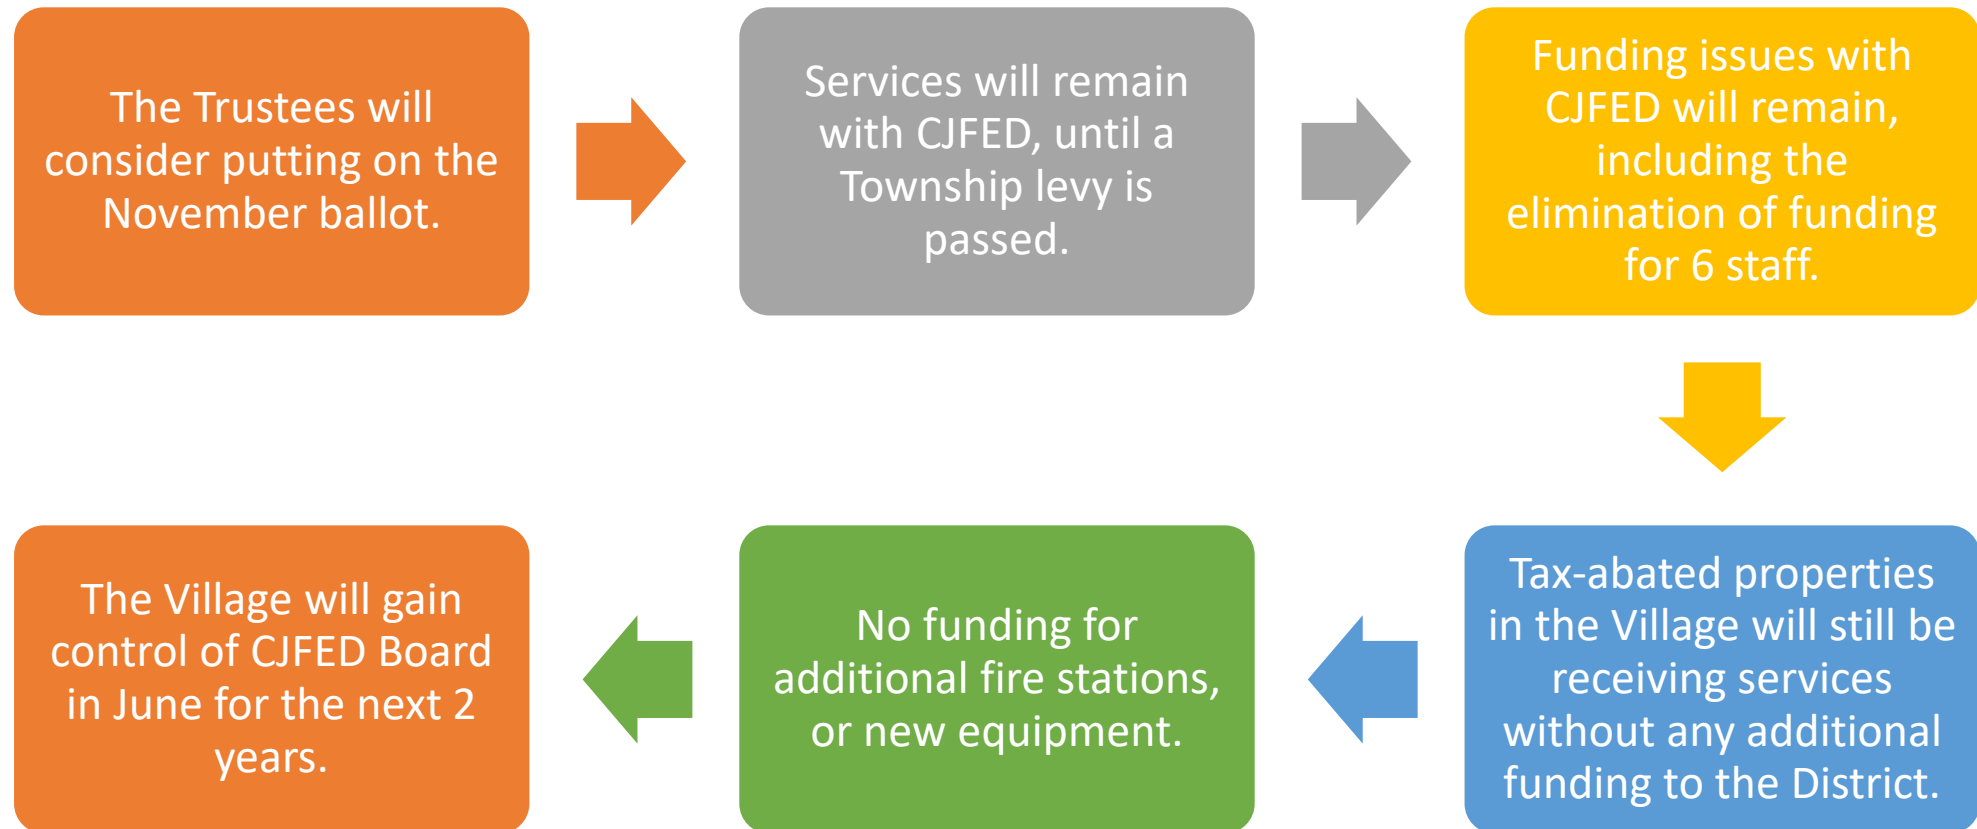 The Trustees will
consider putting on the
November ballot.
Services will remain
with CJFED, until a
Township levy is
passed.
Funding issues with
CJFED will remain,
including the
elimination of funding
for 6 staff.
Tax-abated properties
in the Village will still be
receiving services
without any additional
funding to the District.
No funding for
additional fire stations,
or new equipment.
The Village will gain
control of CJFED Board
in June for the next 2
years.